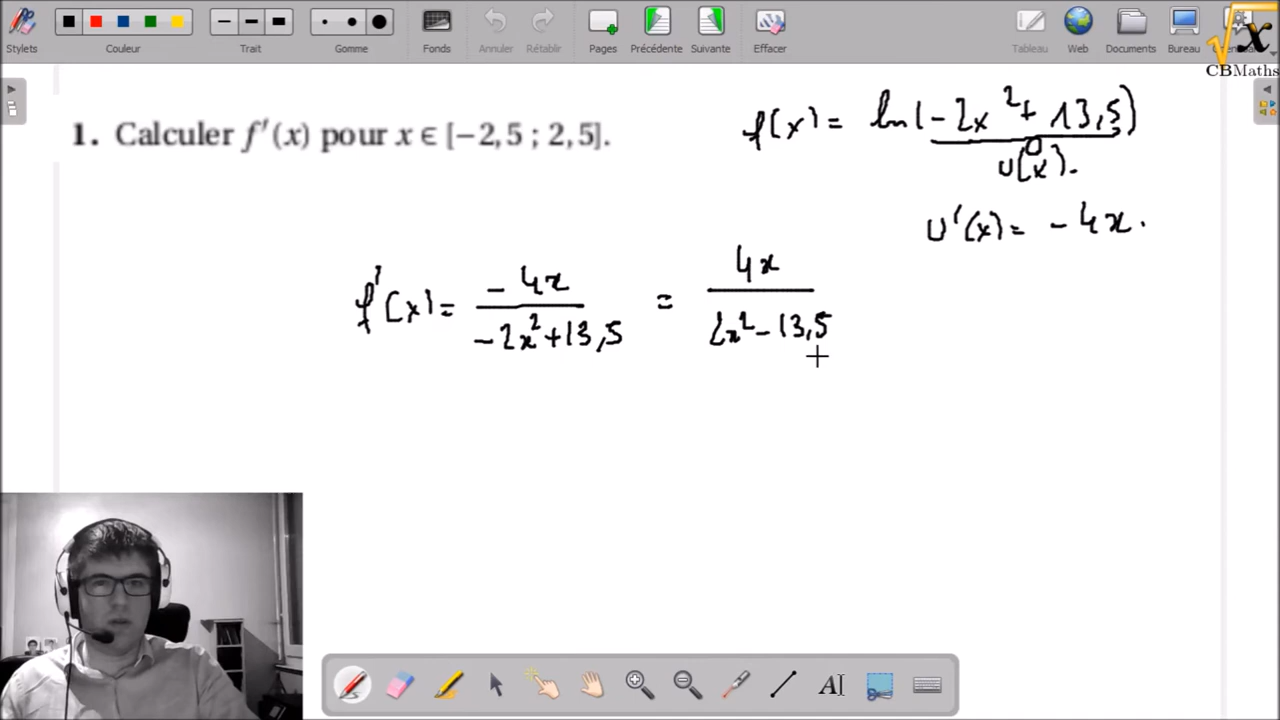 Stylets Couleur Trait Gomme Fonds Annuler Rétablir Pages Précédente Suivante Effacer Tableau Web Documents Bureau
CBMaths
1. Calculer f′(x) pour x ∈ [−2,5 ; 2,5].
f(x) = ln(-2x² + 13,5)
u(x).
u'(x) = -4x.
f'(x) = -4x / (-2x²+13,5) = 4x / (2x²-13,5)
AI